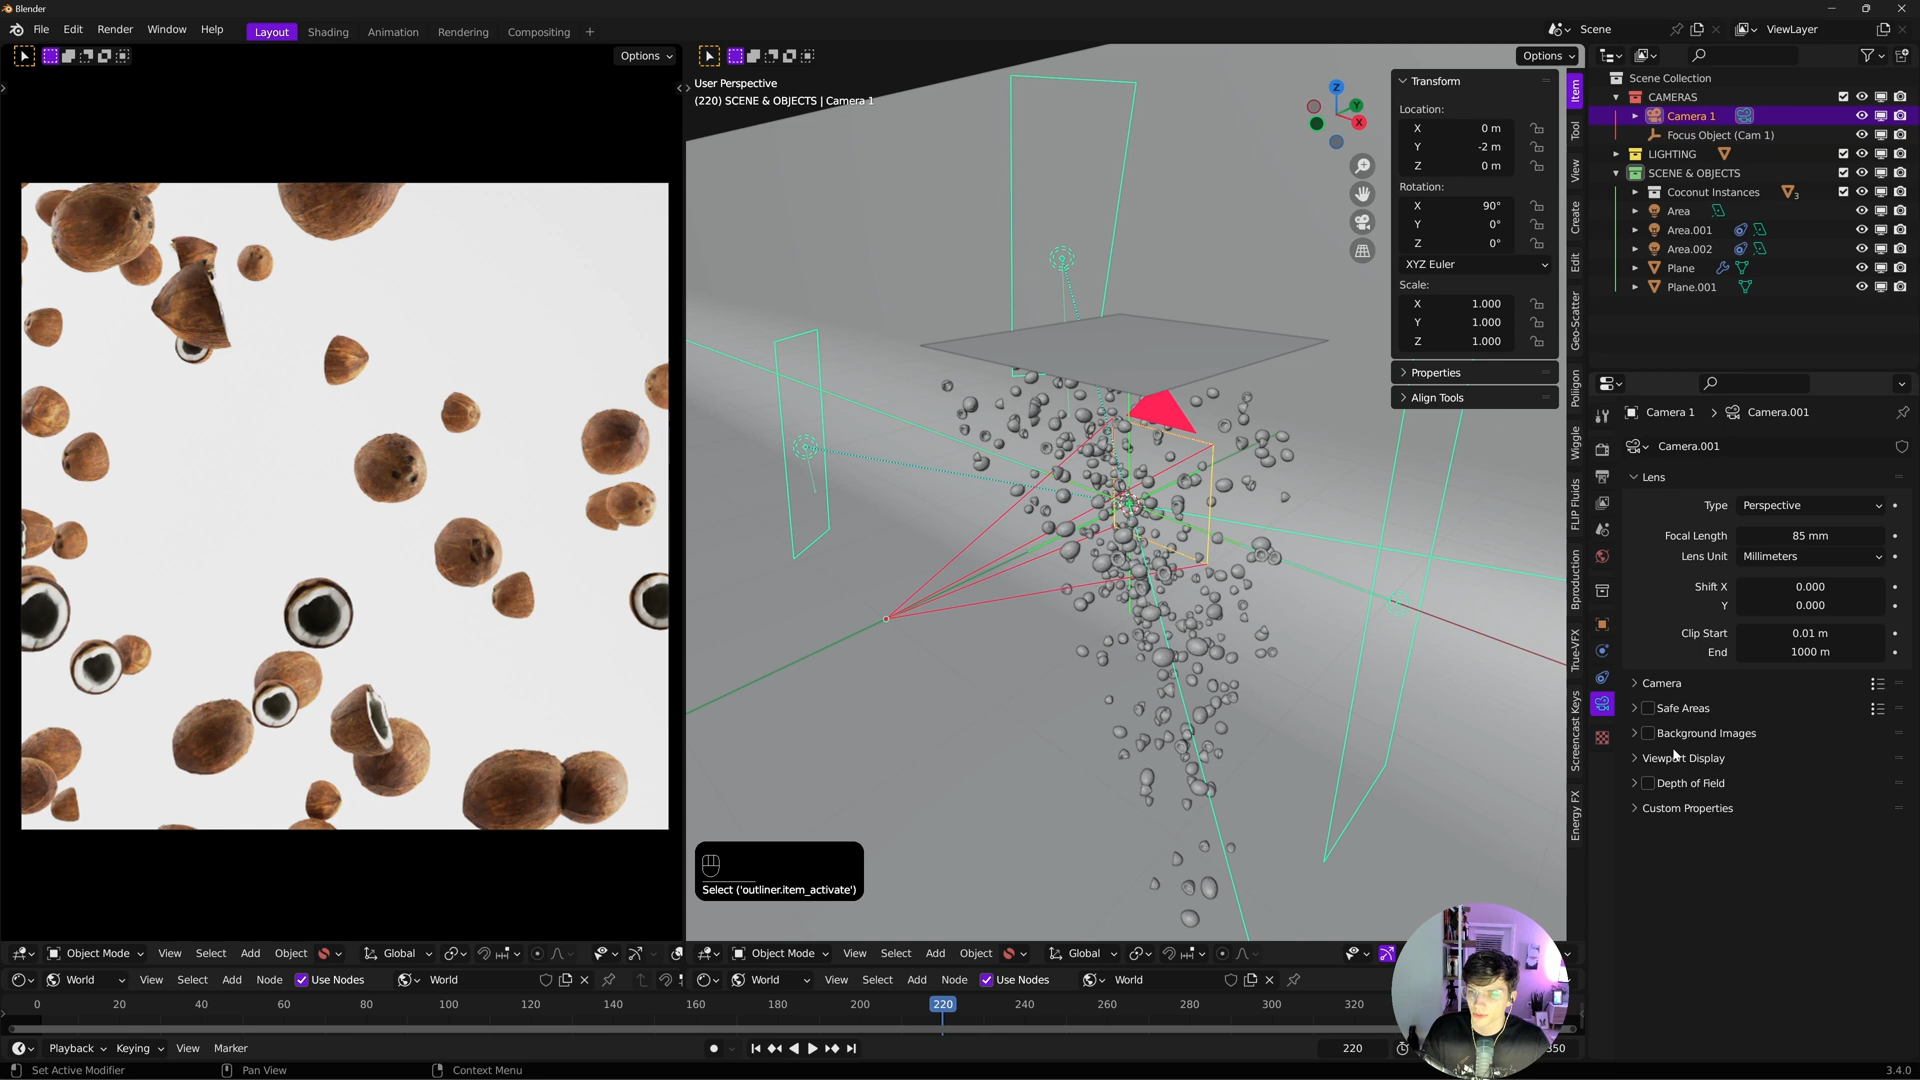 Blender
File Edit Render Window Help Layout Shading Animation Rendering Compositing +
Scene
ViewLayer
Options
Options
User Perspective
(220) SCENE & OBJECTS | Camera 1
Z
Y
X
Transform
Location:
X 0 m
Y -2 m
Z 0 m
Rotation:
X 90°
Y 0°
Z 0°
XYZ Euler
Scale:
X 1.000
Y 1.000
Z 1.000
Properties
Align Tools
Item
Tool
View
Create
Edit
Geo-Scatter
Poliigon
Wiggle
FLIP Fluids
Bproduction
True-VFX
Screencast Keys
Energy FX
Scene Collection
CAMERAS
Camera 1
Focus Object (Cam 1)
LIGHTING
SCENE & OBJECTS
Coconut Instances 3
Area
Area.001
Area.002
Plane
Plane.001
Camera 1 > Camera.001
Camera.001
Lens
Type Perspective
Focal Length 85 mm
Lens Unit Millimeters
Shift X 0.000
Y 0.000
Clip Start 0.01 m
End 1000 m
Camera
Safe Areas
Background Images
Viewport Display
Depth of Field
Custom Properties
Select ('outliner.item_activate')
Object Mode View Select Add Object Global
Object Mode View Select Add Object Global
World View Select Add Node Use Nodes World
World View Select Add Node Use Nodes World
0 20 40 60 80 100 120 140 160 180 200 220 240 260 280 300 320
Playback Keying View Marker
220
350
Set Active Modifier Pan View Context Menu
3.4.0